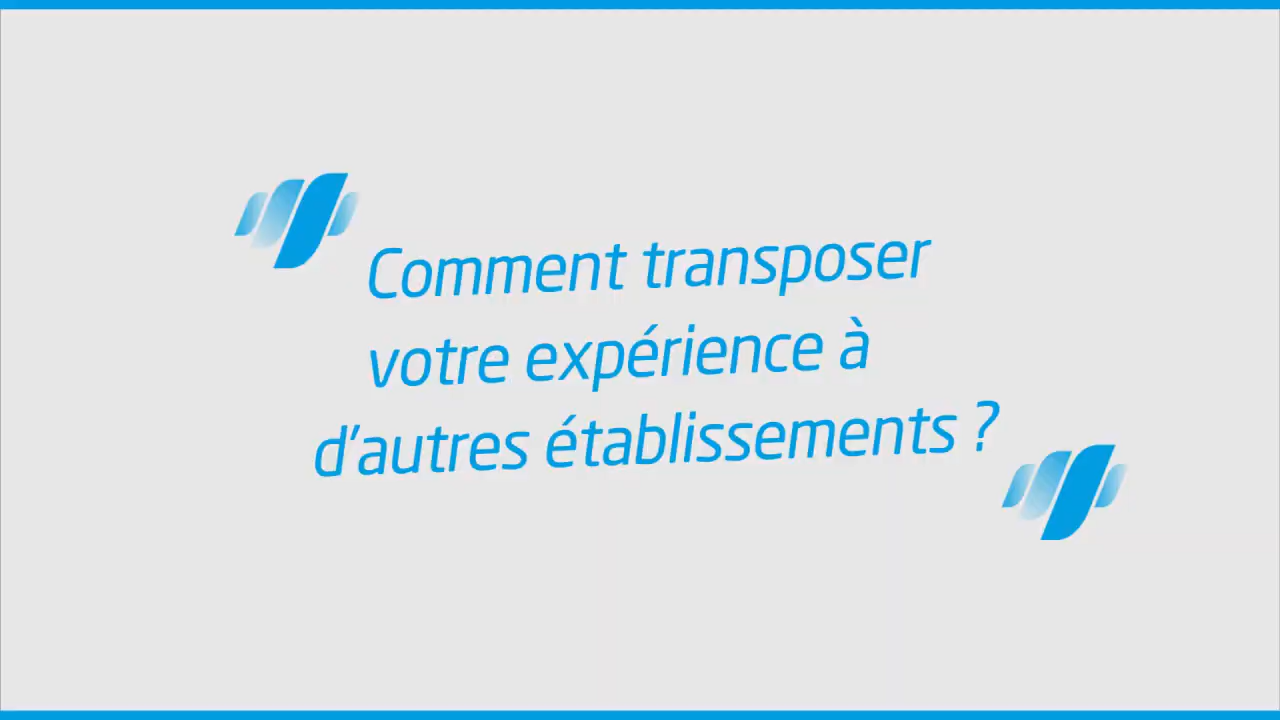 Comment transposer
votre expérience à
d'autres établissements ?